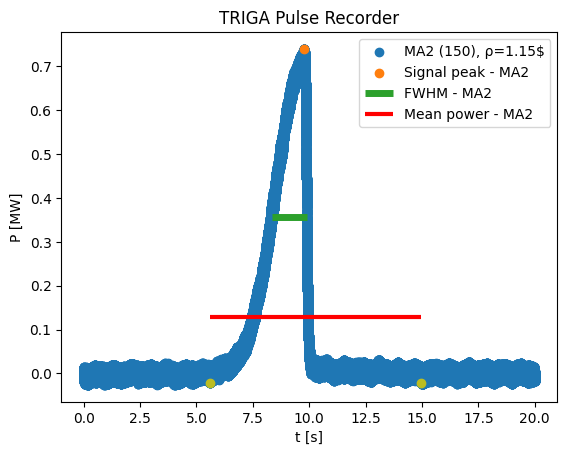 TRIGA Pulse Recorder
MA2 (150), ρ=1.15$
Signal peak - MA2
FWHM - MA2
Mean power - MA2
P [MW]
0.7
0.6
0.5
0.4
0.3
0.2
0.1
0.0
0.0 2.5 5.0 7.5 10.0 12.5 15.0 17.5 20.0
t [s]